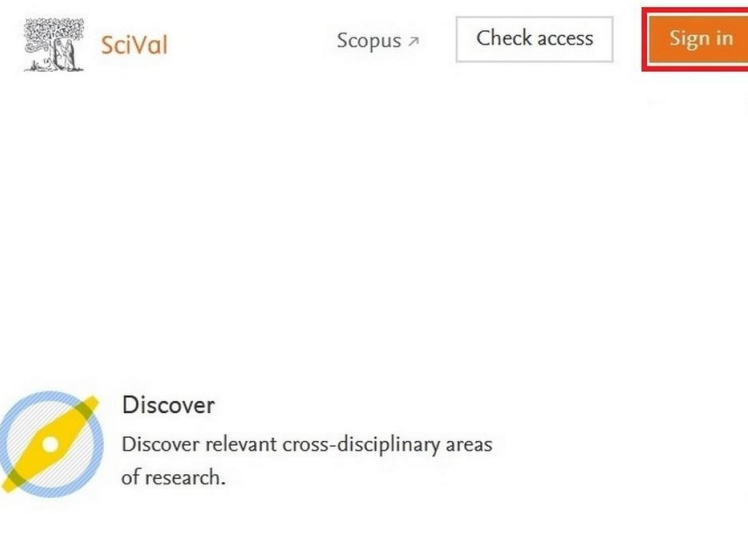 SciVal
Scopus ↗
Check access
Sign in
Discover
Discover relevant cross-disciplinary areas
of research.